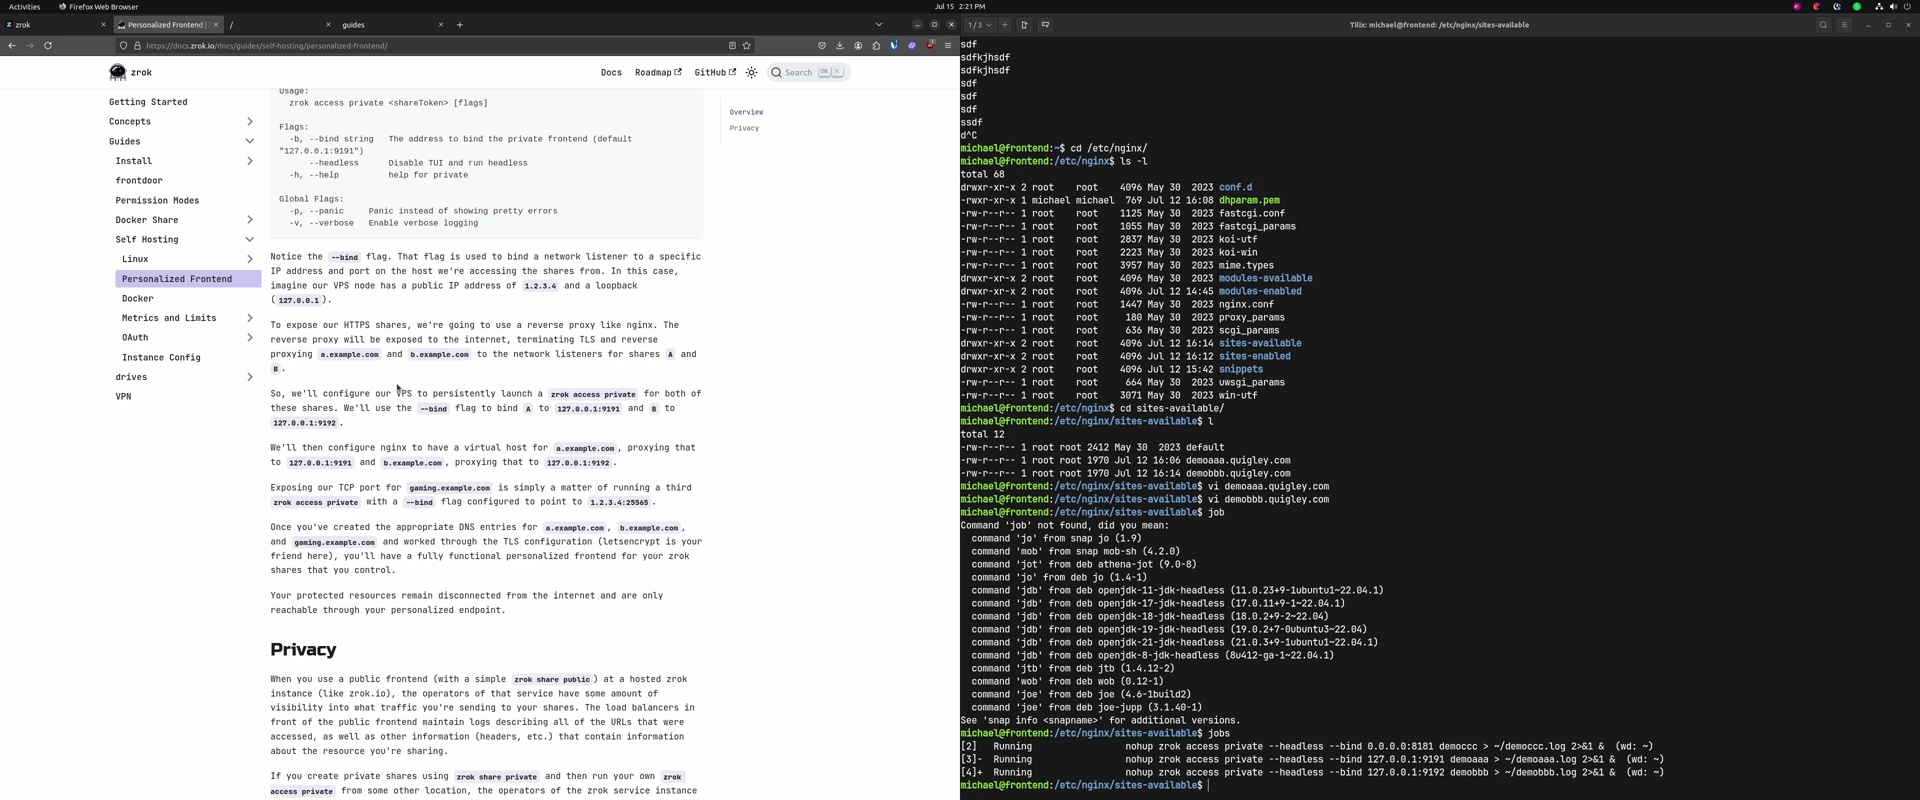 Activities Firefox Web Browser Jul 15 2:21 PM
zrok Personalized Frontend | / guides
https://docs.zrok.io/docs/guides/self-hosting/personalized-frontend/
zrok Docs Roadmap GitHub Search
Getting Started
Concepts
Guides
Install
frontdoor
Permission Modes
Docker Share
Self Hosting
Linux
Personalized Frontend
Docker
Metrics and Limits
OAuth
Instance Config
drives
VPN
Usage:
zrok access private <shareToken> [flags]
Flags:
-b, --bind string The address to bind the private frontend (default
"127.0.0.1:9191")
--headless Disable TUI and run headless
-h, --help help for private
Global Flags:
-p, --panic Panic instead of showing pretty errors
-v, --verbose Enable verbose logging
Notice the --bind flag. That flag is used to bind a network listener to a specific
IP address and port on the host we're accessing the shares from. In this case,
imagine our VPS node has a public IP address of 1.2.3.4 and a loopback
(127.0.0.1).
To expose our HTTPS shares, we're going to use a reverse proxy like nginx. The
reverse proxy will be exposed to the internet, terminating TLS and reverse
proxying a.example.com and b.example.com to the network listeners for shares A and
B.
So, we'll configure our VPS to persistently launch a zrok access private for both of
these shares. We'll use the --bind flag to bind A to 127.0.0.1:9191 and B to
127.0.0.1:9192.
We'll then configure nginx to have a virtual host for a.example.com, proxying that
to 127.0.0.1:9191 and b.example.com, proxying that to 127.0.0.1:9192.
Exposing our TCP port for gaming.example.com is simply a matter of running a third
zrok access private with a --bind flag configured to point to 1.2.3.4:25565.
Once you've created the appropriate DNS entries for a.example.com, b.example.com,
and gaming.example.com and worked through the TLS configuration (letsencrypt is your
friend here), you'll have a fully functional personalized frontend for your zrok
shares that you control.
Your protected resources remain disconnected from the internet and are only
reachable through your personalized endpoint.
Privacy
When you use a public frontend (with a simple zrok share public) at a hosted zrok
instance (like zrok.io), the operators of that service have some amount of
visibility into what traffic you're sending to your shares. The load balancers in
front of the public frontend maintain logs describing all of the URLs that were
accessed, as well as other information (headers, etc.) that contain information
about the resource you're sharing.
If you create private shares using zrok share private and then run your own zrok
access private from some other location, the operators of the zrok service instance
Overview
Privacy
1 / 3 Tilix: michael@frontend: /etc/nginx/sites-available
sdf
sdfkjhsdf
sdfkjhsdf
sdf
sdf
sdf
ssdf
d^C
michael@frontend:~$ cd /etc/nginx/
michael@frontend:/etc/nginx$ ls -l
total 68
drwxr-xr-x 2 root root 4096 May 30 2023 conf.d
-rwxr-xr-x 1 michael michael 769 Jul 12 16:08 dhparam.pem
-rw-r--r-- 1 root root 1125 May 30 2023 fastcgi.conf
-rw-r--r-- 1 root root 1055 May 30 2023 fastcgi_params
-rw-r--r-- 1 root root 2837 May 30 2023 koi-utf
-rw-r--r-- 1 root root 2223 May 30 2023 koi-win
-rw-r--r-- 1 root root 3957 May 30 2023 mime.types
drwxr-xr-x 2 root root 4096 May 30 2023 modules-available
drwxr-xr-x 2 root root 4096 Jul 12 14:45 modules-enabled
-rw-r--r-- 1 root root 1447 May 30 2023 nginx.conf
-rw-r--r-- 1 root root 180 May 30 2023 proxy_params
-rw-r--r-- 1 root root 636 May 30 2023 scgi_params
drwxr-xr-x 2 root root 4096 Jul 12 16:14 sites-available
drwxr-xr-x 2 root root 4096 Jul 12 16:12 sites-enabled
drwxr-xr-x 2 root root 4096 Jul 12 15:42 snippets
-rw-r--r-- 1 root root 664 May 30 2023 uwsgi_params
-rw-r--r-- 1 root root 3071 May 30 2023 win-utf
michael@frontend:/etc/nginx$ cd sites-available/
michael@frontend:/etc/nginx/sites-available$ l
total 12
-rw-r--r-- 1 root root 2412 May 30 2023 default
-rw-r--r-- 1 root root 1970 Jul 12 16:06 demoaaa.quigley.com
-rw-r--r-- 1 root root 1970 Jul 12 16:14 demobbb.quigley.com
michael@frontend:/etc/nginx/sites-available$ vi demoaaa.quigley.com
michael@frontend:/etc/nginx/sites-available$ vi demobbb.quigley.com
michael@frontend:/etc/nginx/sites-available$ job
Command 'job' not found, did you mean:
command 'jo' from snap jo (1.9)
command 'mob' from snap mob-sh (4.2.0)
command 'jot' from deb athena-jot (9.0-8)
command 'jo' from deb jo (1.4-1)
command 'jdb' from deb openjdk-11-jdk-headless (11.0.23+9-1ubuntu1~22.04.1)
command 'jdb' from deb openjdk-17-jdk-headless (17.0.11+9-1~22.04.1)
command 'jdb' from deb openjdk-18-jdk-headless (18.0.2+9-2~22.04)
command 'jdb' from deb openjdk-19-jdk-headless (19.0.2+7-0ubuntu3~22.04)
command 'jdb' from deb openjdk-21-jdk-headless (21.0.3+9-1ubuntu1~22.04.1)
command 'jdb' from deb openjdk-8-jdk-headless (8u412-ga-1~22.04.1)
command 'jtb' from deb jtb (1.4.12-2)
command 'wob' from deb wob (0.12-1)
command 'joe' from deb joe (4.6-1build2)
command 'joe' from deb joe-jupp (3.1.40-1)
See 'snap info <snapname>' for additional versions.
michael@frontend:/etc/nginx/sites-available$ jobs
[2] Running nohup zrok access private --headless --bind 0.0.0.0:8181 democcc > ~/democcc.log 2>&1 & (wd: ~)
[3]- Running nohup zrok access private --headless --bind 127.0.0.1:9191 demoaaa > ~/demoaaa.log 2>&1 & (wd: ~)
[4]+ Running nohup zrok access private --headless --bind 127.0.0.1:9192 demobbb > ~/demobbb.log 2>&1 & (wd: ~)
michael@frontend:/etc/nginx/sites-available$